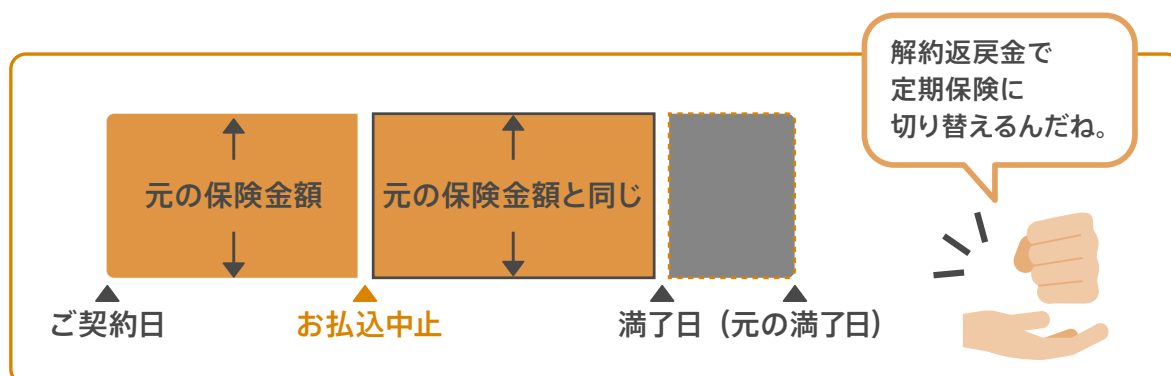 解約返戻金で
定期保険に
切り替えるんだね。
元の保険金額
元の保険金額と同じ
ご契約日
お払込中止
満了日
(元の満了日)